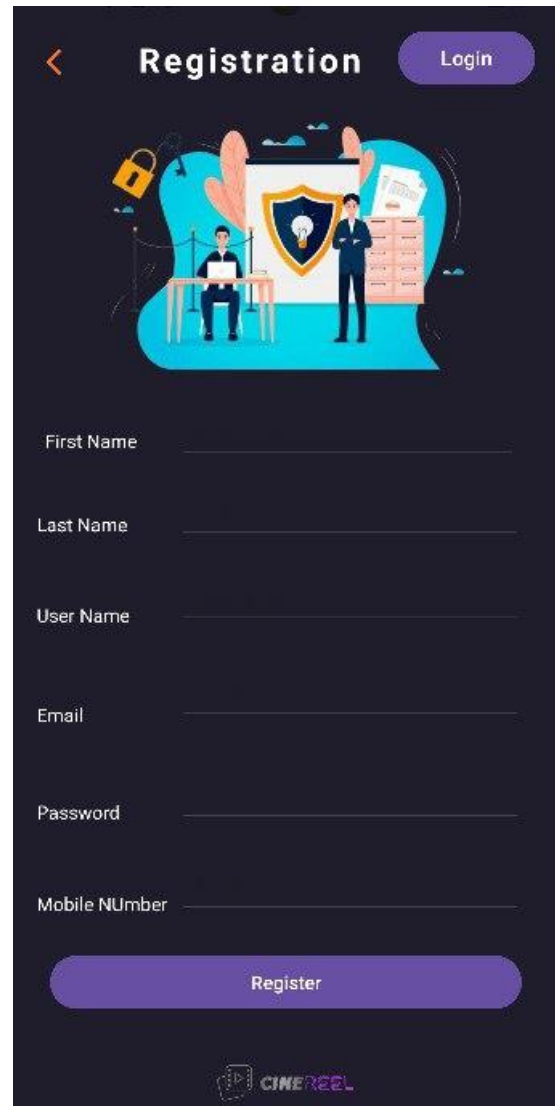 Registration
Login
First Name
Last Name
User Name
Email
Password
Mobile NUmber
Register
CINEREEL